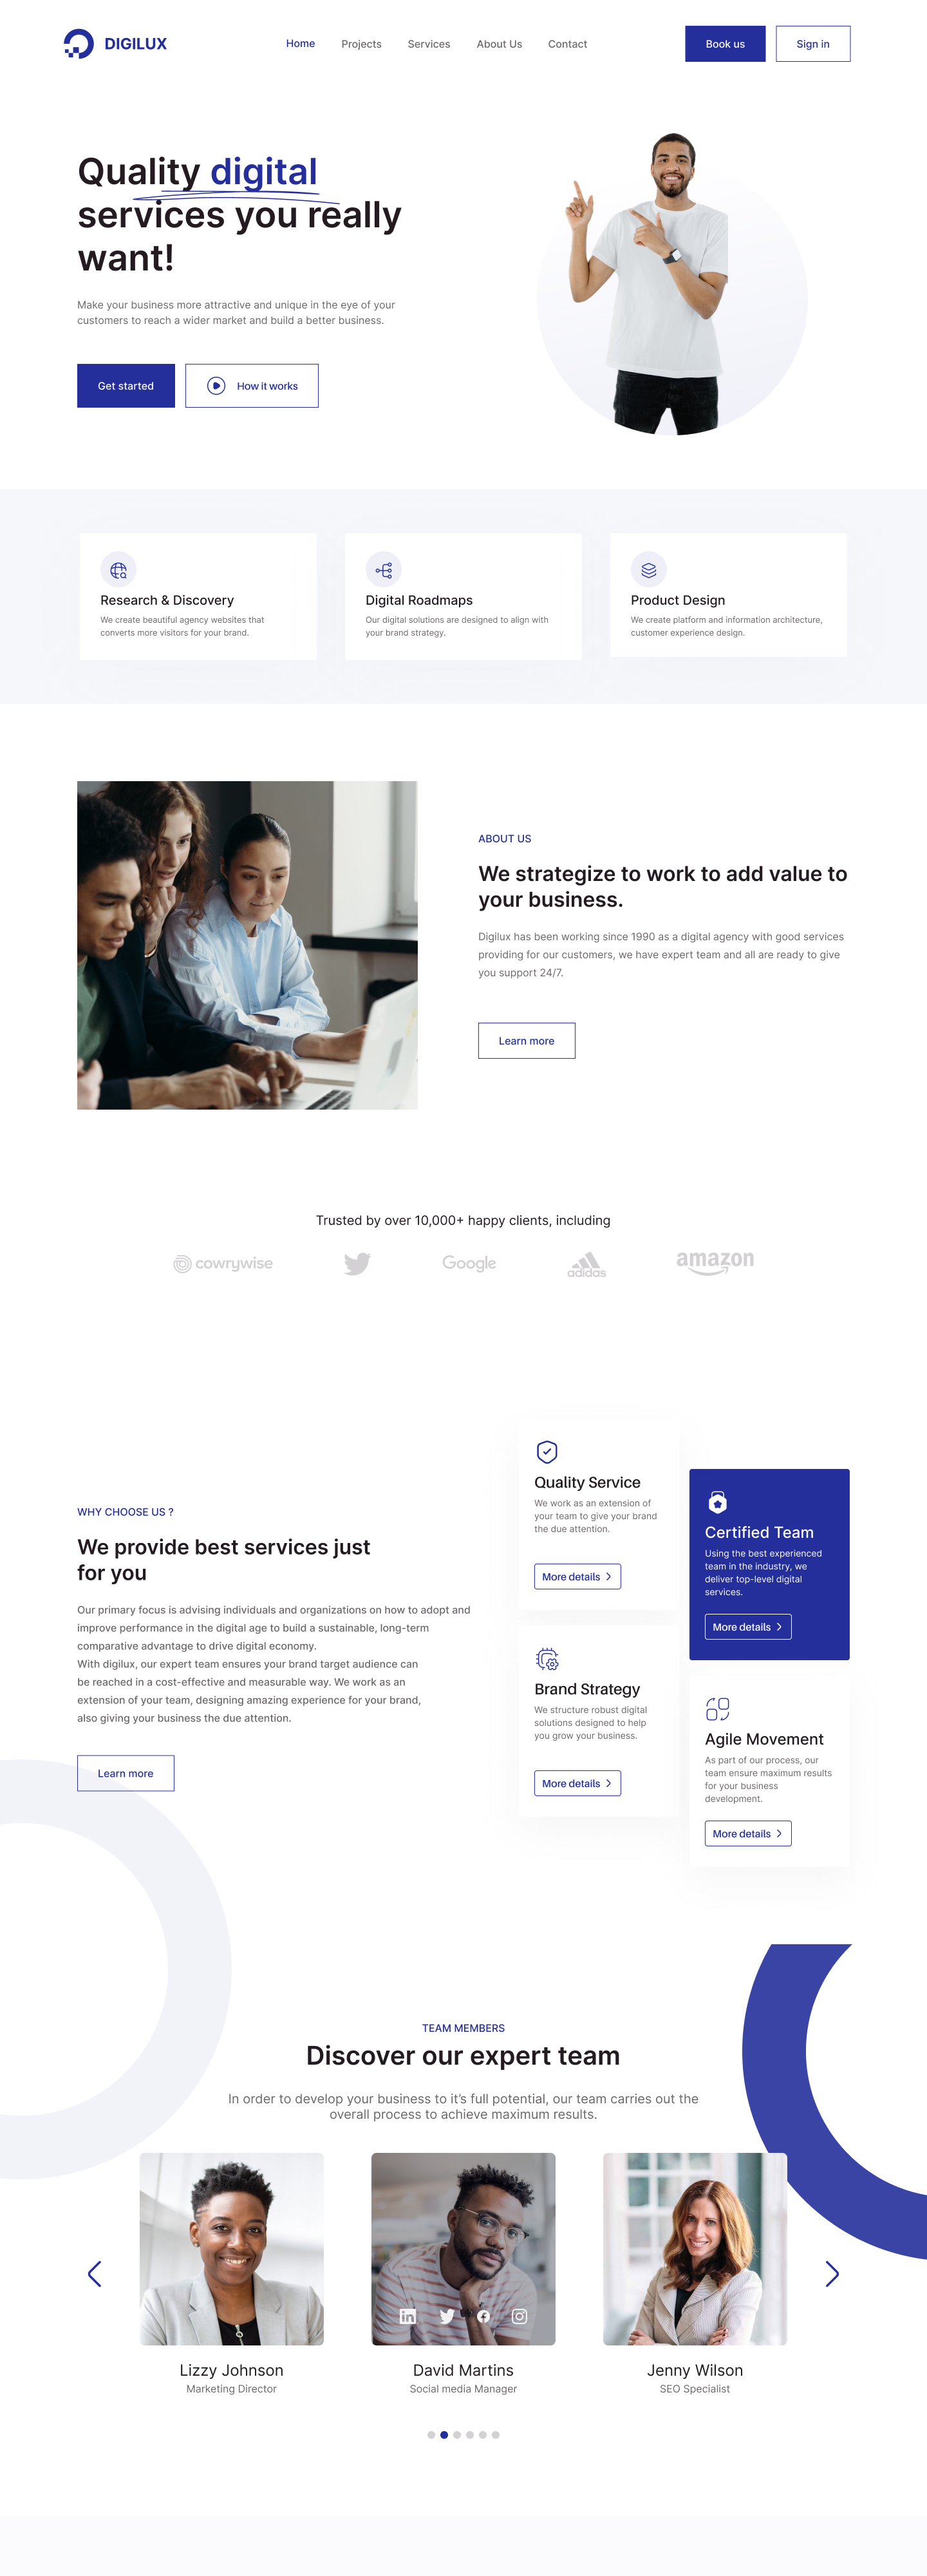 DIGILUX
Home
Projects
Services
About Us
Contact
Book us
Sign in
Quality digital
services you really
want!
Make your business more attractive and unique in the eye of your
customers to reach a wider market and build a better business.
Get started
How it works
Research & Discovery
We create beautiful agency websites that
converts more visitors for your brand.
Digital Roadmaps
Our digital solutions are designed to align with
your brand strategy.
Product Design
We create platform and information architecture,
customer experience design.
ABOUT US
We strategize to work to add value to
your business.
Digilux has been working since 1990 as a digital agency with good services
providing for our customers, we have expert team and all are ready to give
you support 24/7.
Learn more
Trusted by over 10,000+ happy clients, including
cowrywise
Google
adidas
amazon
WHY CHOOSE US ?
We provide best services just
for you
Our primary focus is advising individuals and organizations on how to adopt and
improve performance in the digital age to build a sustainable, long-term
comparative advantage to drive digital economy.
With digilux, our expert team ensures your brand target audience can
be reached in a cost-effective and measurable way. We work as an
extension of your team, designing amazing experience for your brand,
also giving your business the due attention.
Learn more
Quality Service
We work as an extension of
your team to give your brand
the due attention.
More details
Brand Strategy
We structure robust digital
solutions designed to help
you grow your business.
More details
Certified Team
Using the best experienced
team in the industry, we
deliver top-level digital
services.
More details
Agile Movement
As part of our process, our
team ensure maximum results
for your business
development.
More details
TEAM MEMBERS
Discover our expert team
In order to develop your business to it’s full potential, our team carries out the
overall process to achieve maximum results.
Lizzy Johnson
Marketing Director
David Martins
Social media Manager
Jenny Wilson
SEO Specialist